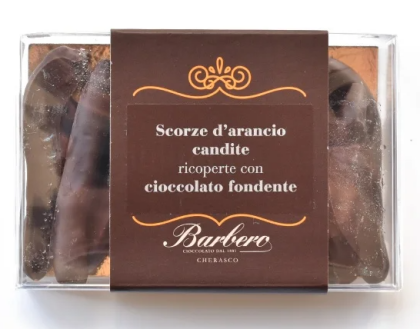 Scorze d'arancio
candite
ricoperte con
cioccolato fondente
Barbero
CIOCCOLATO DAL 1881
CHERASCO